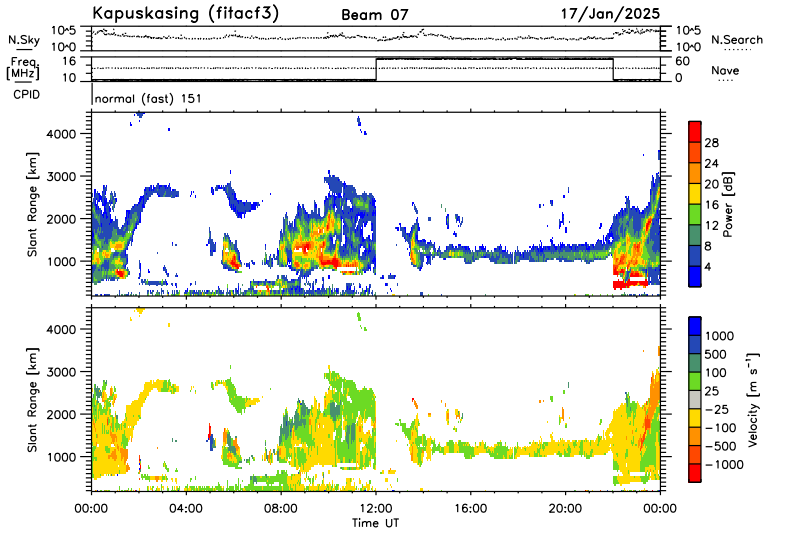 Kapuskasing (fitacf3) Beam 07 17/Jan/2025
N.Sky
10^5
10^0
10^5
10^0
N.Search
Freq.
[MHz]
16
10
60
0
Nave
CPID
normal (fast) 151
Slant Range [km]
4000
3000
2000
1000
28
24
20
16
12
8
4
Power [dB]
Slant Range [km]
4000
3000
2000
1000
1000
500
100
25
−25
−100
−500
−1000
Velocity [m s⁻¹]
00:00 04:00 08:00 12:00 16:00 20:00 00:00
Time UT